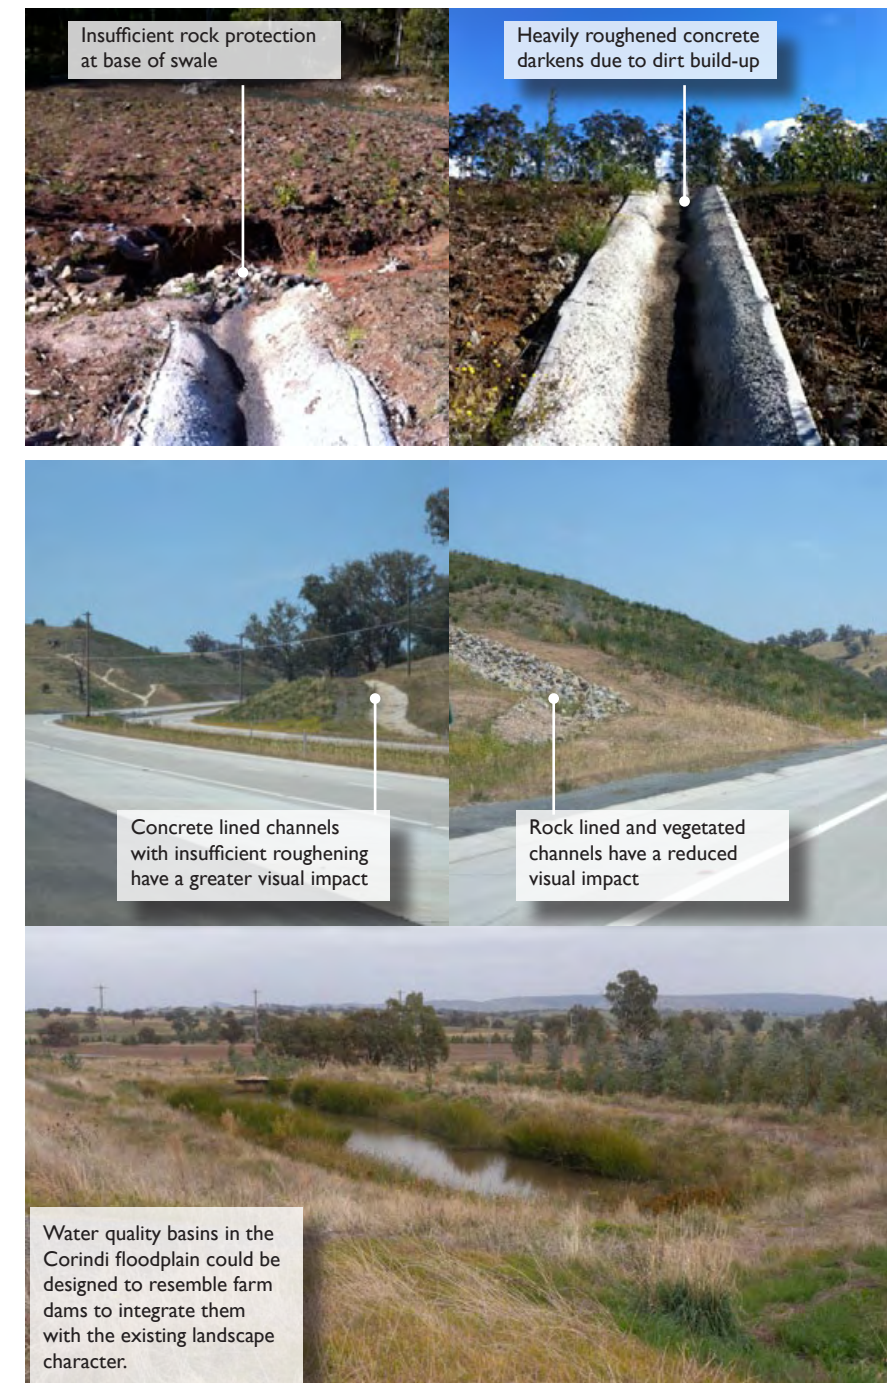 Insufficient rock protection
at base of swale
Heavily roughened concrete
darkens due to dirt build-up
Concrete lined channels
with insufficient roughening
have a greater visual impact
Rock lined and vegetated
channels have a reduced
visual impact
Water quality basins in the
Corindi floodplain could be
designed to resemble farm
dams to integrate them
with the existing landscape
character.